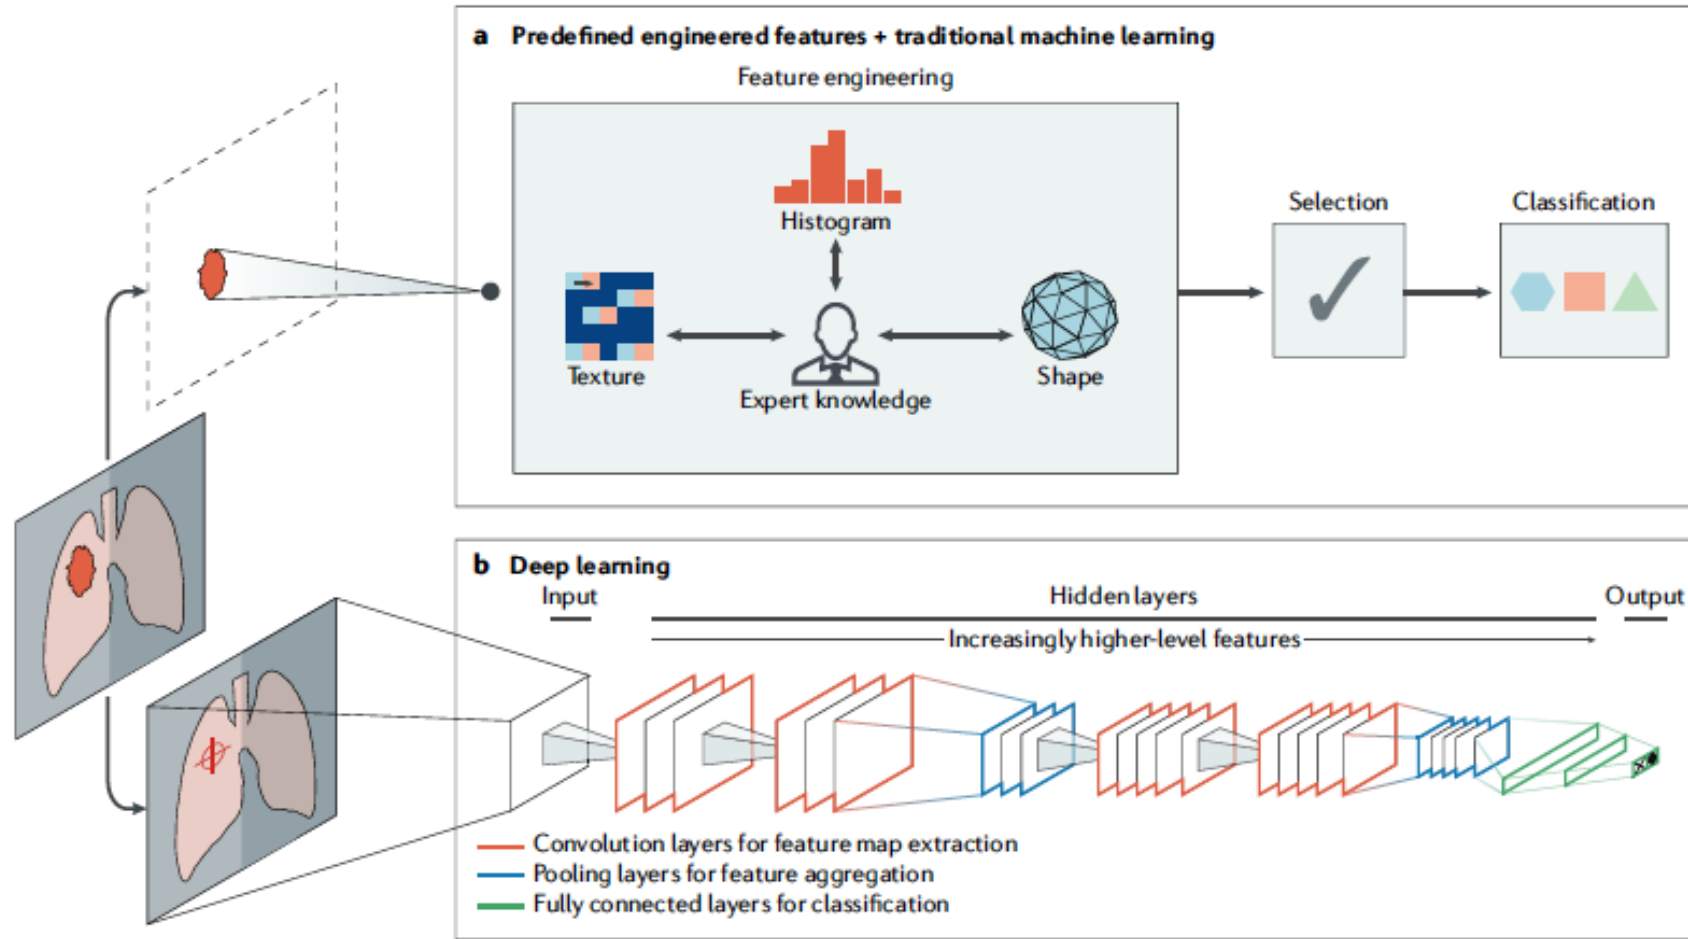 a Predefined engineered features + traditional machine learning
Feature engineering
Histogram
Texture
Expert knowledge
Shape
Selection
Classification
b Deep learning
Input
Hidden layers
Output
Increasingly higher-level features
Convolution layers for feature map extraction
Pooling layers for feature aggregation
Fully connected layers for classification